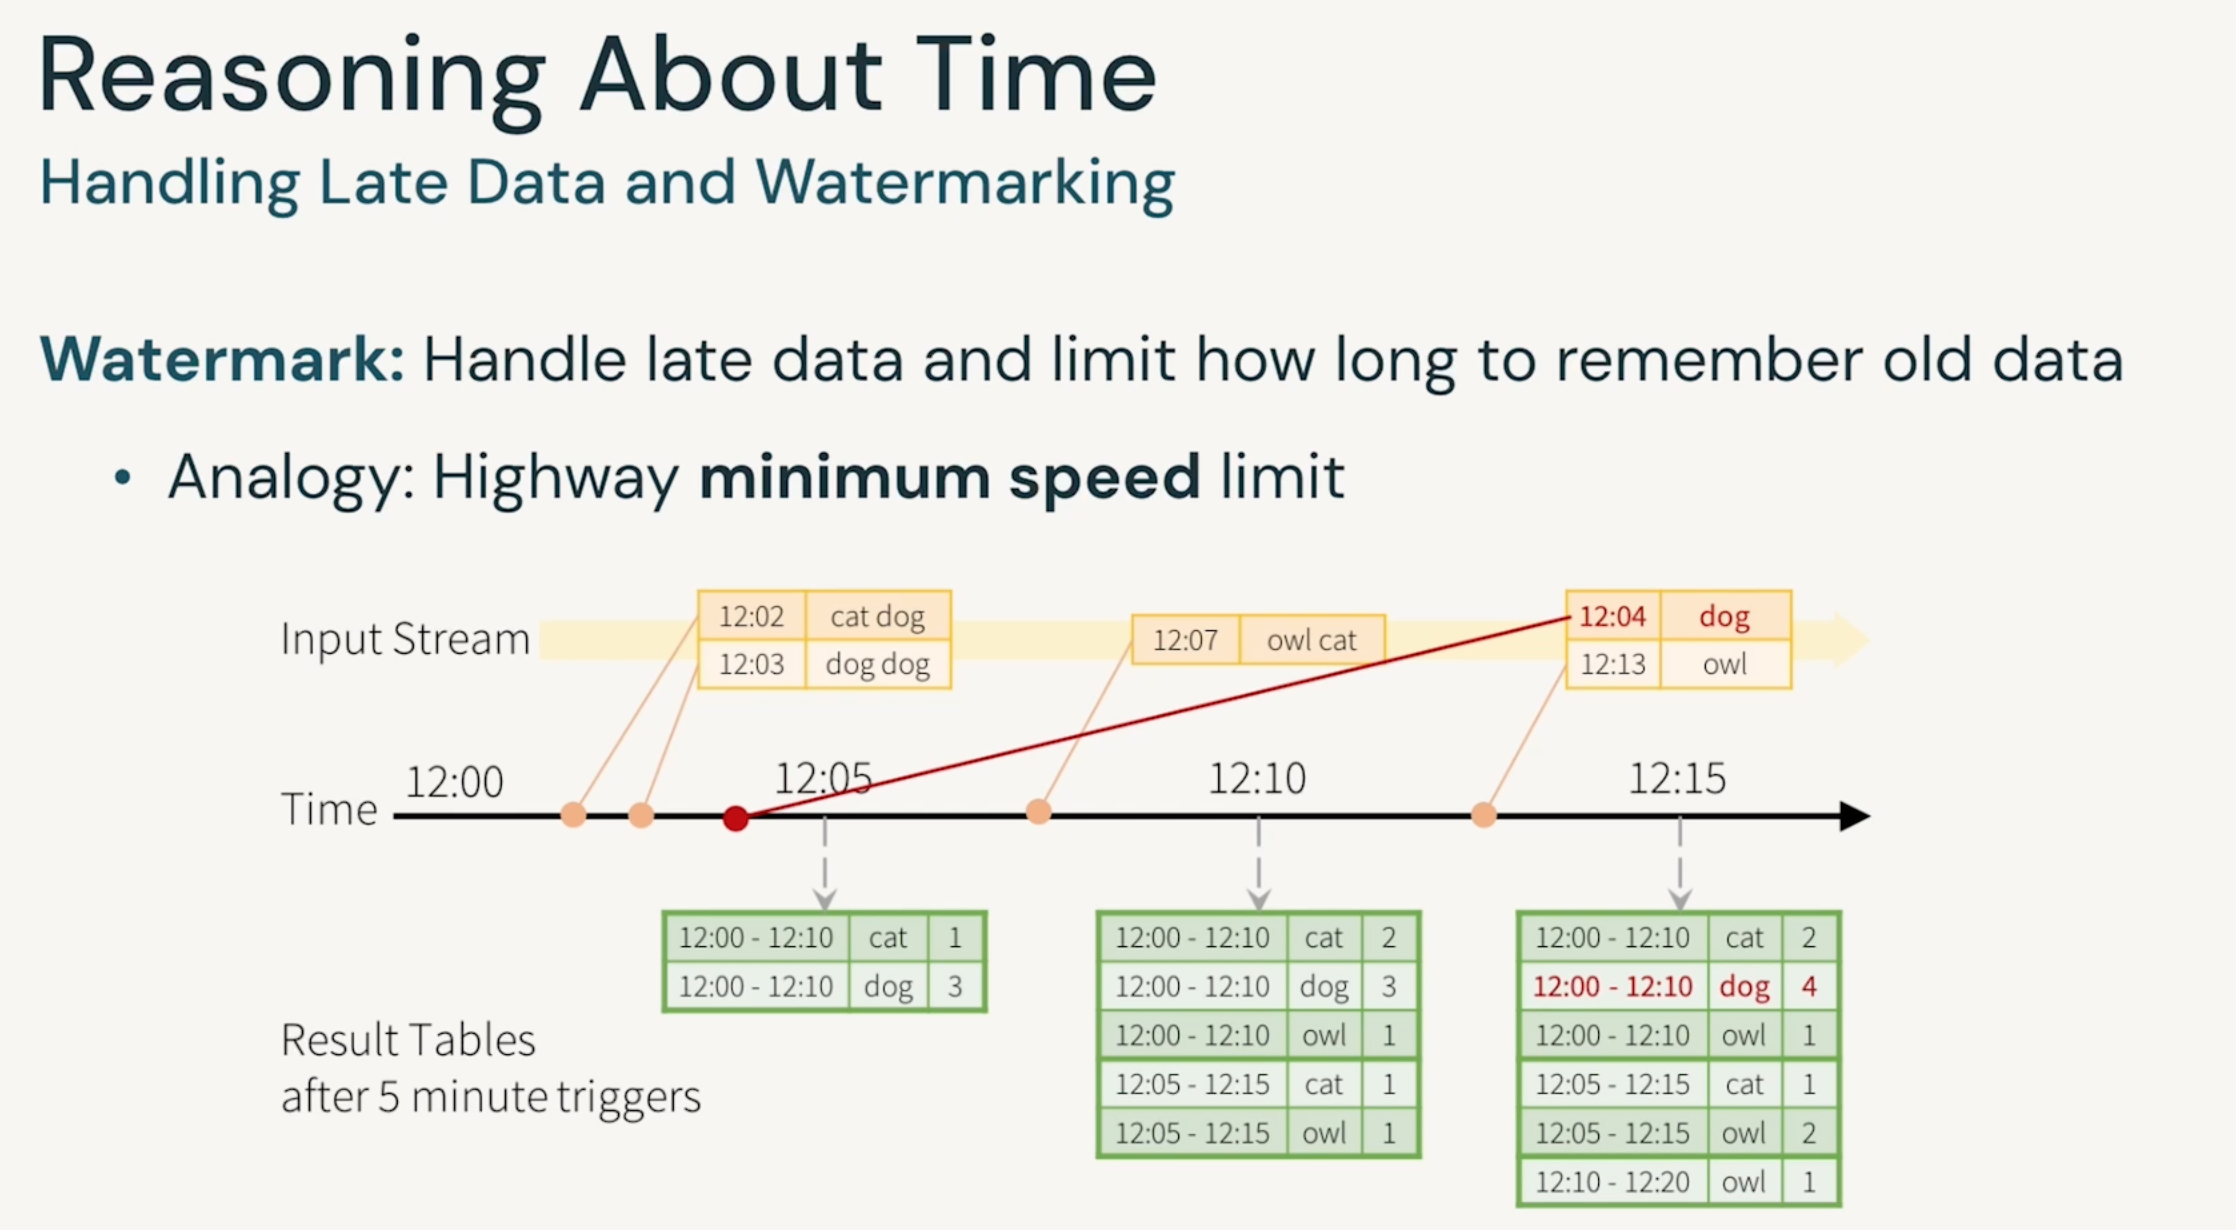 Reasoning About Time
Handling Late Data and Watermarking
Watermark: Handle late data and limit how long to remember old data
• Analogy: Highway minimum speed limit
Input Stream
12:02 cat dog
12:03 dog dog
12:07 owl cat
12:04 dog
12:13 owl
Time
12:00
12:05
12:10
12:15
Result Tables
after 5 minute triggers
12:00 - 12:10 cat 1
12:00 - 12:10 dog 3
12:00 - 12:10 cat 2
12:00 - 12:10 dog 3
12:00 - 12:10 owl 1
12:05 - 12:15 cat 1
12:05 - 12:15 owl 1
12:00 - 12:10 cat 2
12:00 - 12:10 dog 4
12:00 - 12:10 owl 1
12:05 - 12:15 cat 1
12:05 - 12:15 owl 2
12:10 - 12:20 owl 1